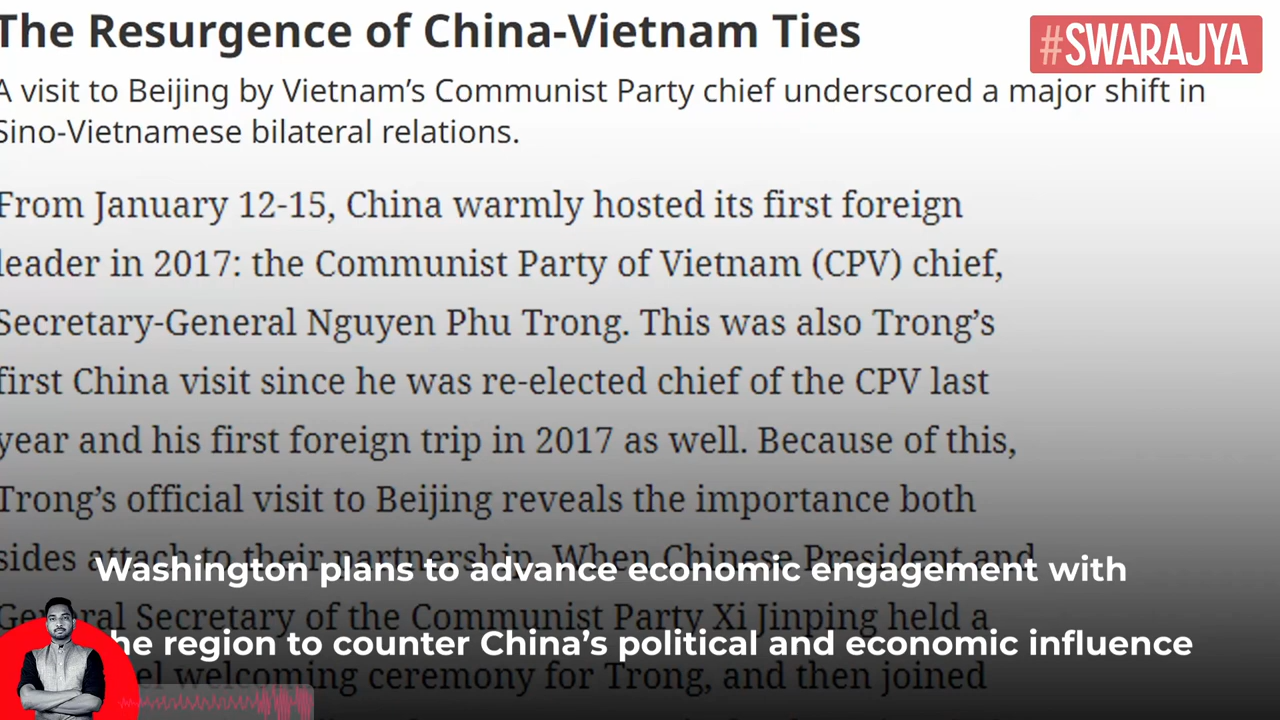 The Resurgence of China-Vietnam Ties
#SWARAJYA
A visit to Beijing by Vietnam’s Communist Party chief underscored a major shift in
Sino-Vietnamese bilateral relations.
From January 12-15, China warmly hosted its first foreign
leader in 2017: the Communist Party of Vietnam (CPV) chief,
Secretary-General Nguyen Phu Trong. This was also Trong’s
first China visit since he was re-elected chief of the CPV last
year and his first foreign trip in 2017 as well. Because of this,
Trong’s official visit to Beijing reveals the importance both
sides attach to their partnership. When Chinese President and
Washington plans to advance economic engagement with
General Secretary of the Communist Party Xi Jinping held a
he region to counter China’s political and economic influence
welcoming ceremony for Trong, and then joined